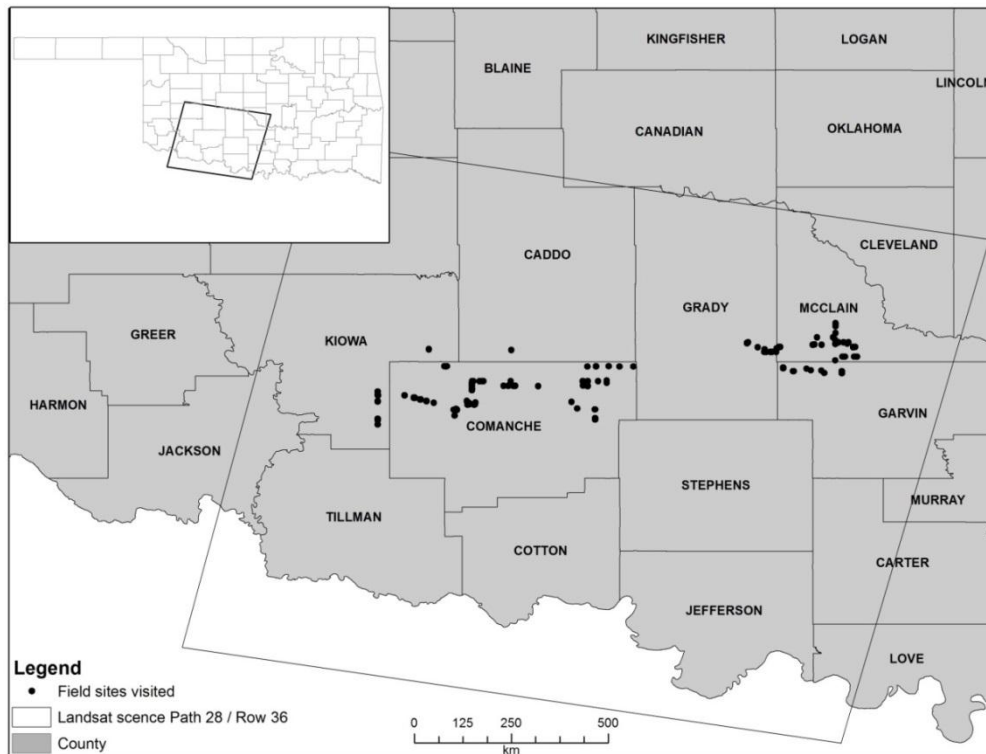 KINGFISHER
LOGAN
BLAINE
LINCOLN
CANADIAN
OKLAHOMA
CLEVELAND
CADDO
GRADY
MCCLAIN
GREER
KIOWA
HARMON
GARVIN
COMANCHE
JACKSON
STEPHENS
MURRAY
TILLMAN
COTTON
CARTER
JEFFERSON
LOVE
Legend
Field sites visited
Landsat scence Path 28 / Row 36
County
0 125 250 500
km